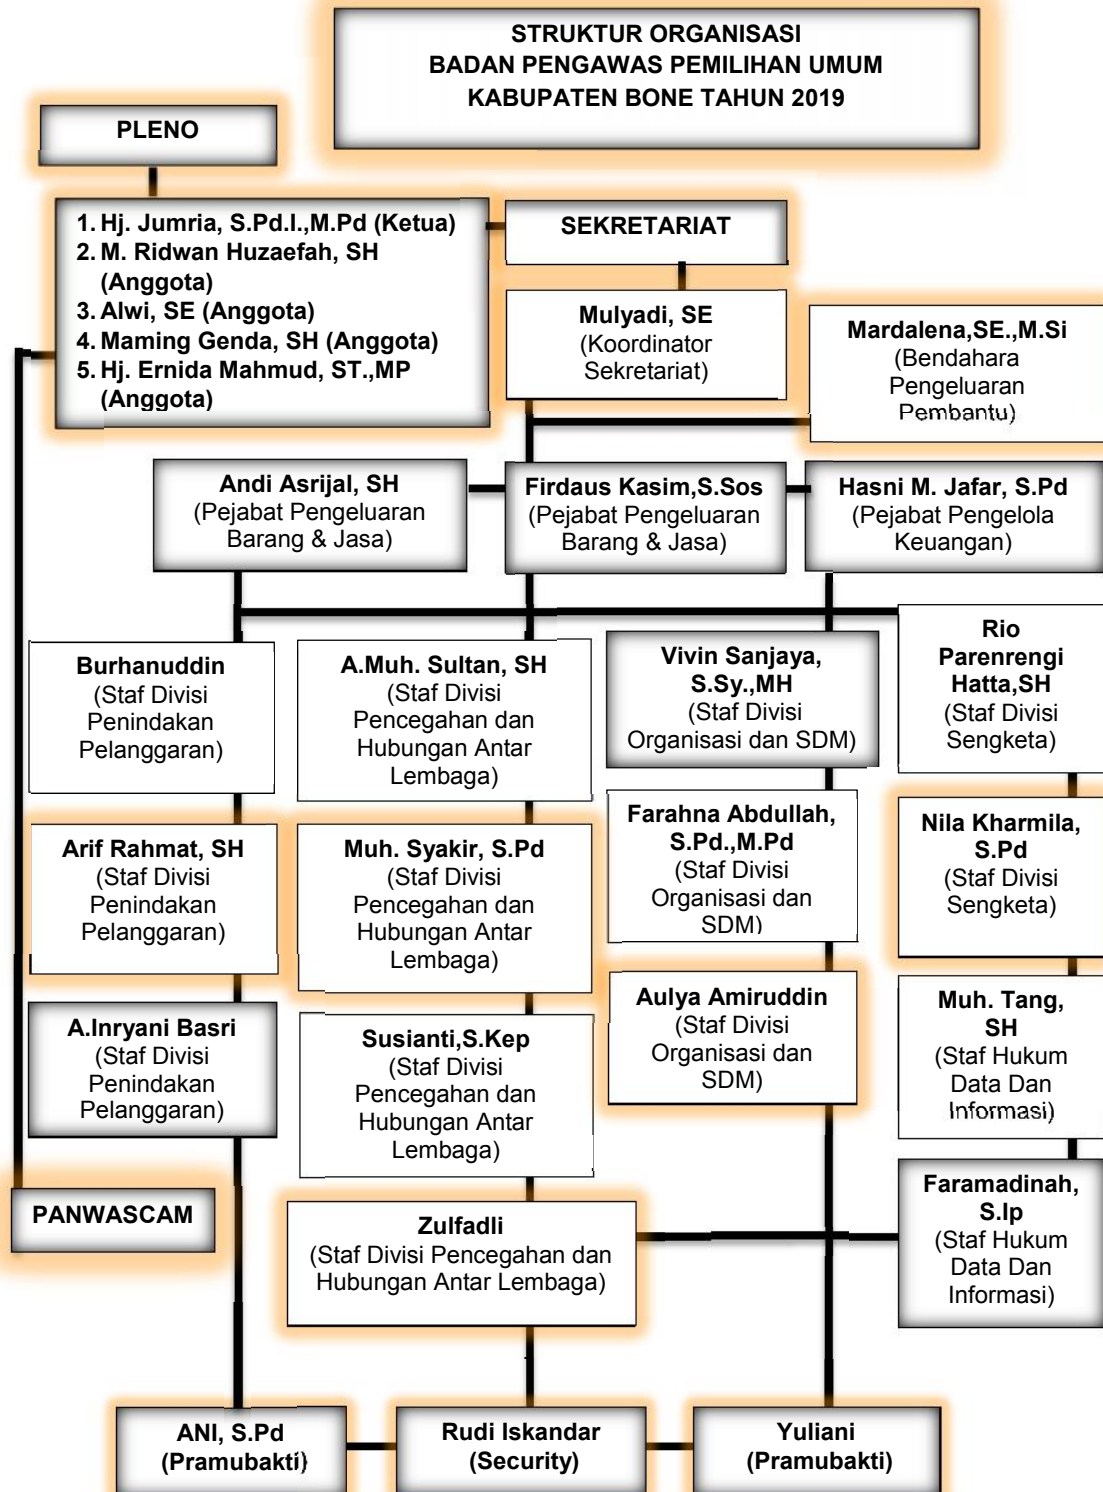 STRUKTUR ORGANISASI
BADAN PENGAWAS PEMILIHAN UMUM
KABUPATEN BONE TAHUN 2019
PLENO
1. Hj. Jumria, S.Pd.I.,M.Pd (Ketua)
2. M. Ridwan Huzaefah, SH
(Anggota)
3. Alwi, SE (Anggota)
4. Maming Genda, SH (Anggota)
5. Hj. Ernida Mahmud, ST.,MP
(Anggota)
SEKRETARIAT
Mulyadi, SE
(Koordinator
Sekretariat)
Mardalena,SE.,M.Si
(Bendahara
Pengeluaran
Pembantu)
Andi Asrijal, SH
(Pejabat Pengeluaran
Barang & Jasa)
Firdaus Kasim,S.Sos
(Pejabat Pengeluaran
Barang & Jasa)
Hasni M. Jafar, S.Pd
(Pejabat Pengelola
Keuangan)
Burhanuddin
(Staf Divisi
Penindakan
Pelanggaran)
A.Muh. Sultan, SH
(Staf Divisi
Pencegahan dan
Hubungan Antar
Lembaga)
Vivin Sanjaya,
S.Sy.,MH
(Staf Divisi
Organisasi dan SDM)
Rio
Parenrengi
Hatta,SH
(Staf Divisi
Sengketa)
Arif Rahmat, SH
(Staf Divisi
Penindakan
Pelanggaran)
Muh. Syakir, S.Pd
(Staf Divisi
Pencegahan dan
Hubungan Antar
Lembaga)
Farahna Abdullah,
S.Pd.,M.Pd
(Staf Divisi
Organisasi dan
SDM)
Nila Kharmila,
S.Pd
(Staf Divisi
Sengketa)
A.Inryani Basri
(Staf Divisi
Penindakan
Pelanggaran)
Susianti,S.Kep
(Staf Divisi
Pencegahan dan
Hubungan Antar
Lembaga)
Aulya Amiruddin
(Staf Divisi
Organisasi dan
SDM)
Muh. Tang,
SH
(Staf Hukum
Data Dan
Informasi)
PANWASCAM
Zulfadli
(Staf Divisi Pencegahan dan
Hubungan Antar Lembaga)
Faramadinah,
S.Ip
(Staf Hukum
Data Dan
Informasi)
ANI, S.Pd
(Pramubakti)
Rudi Iskandar
(Security)
Yuliani
(Pramubakti)